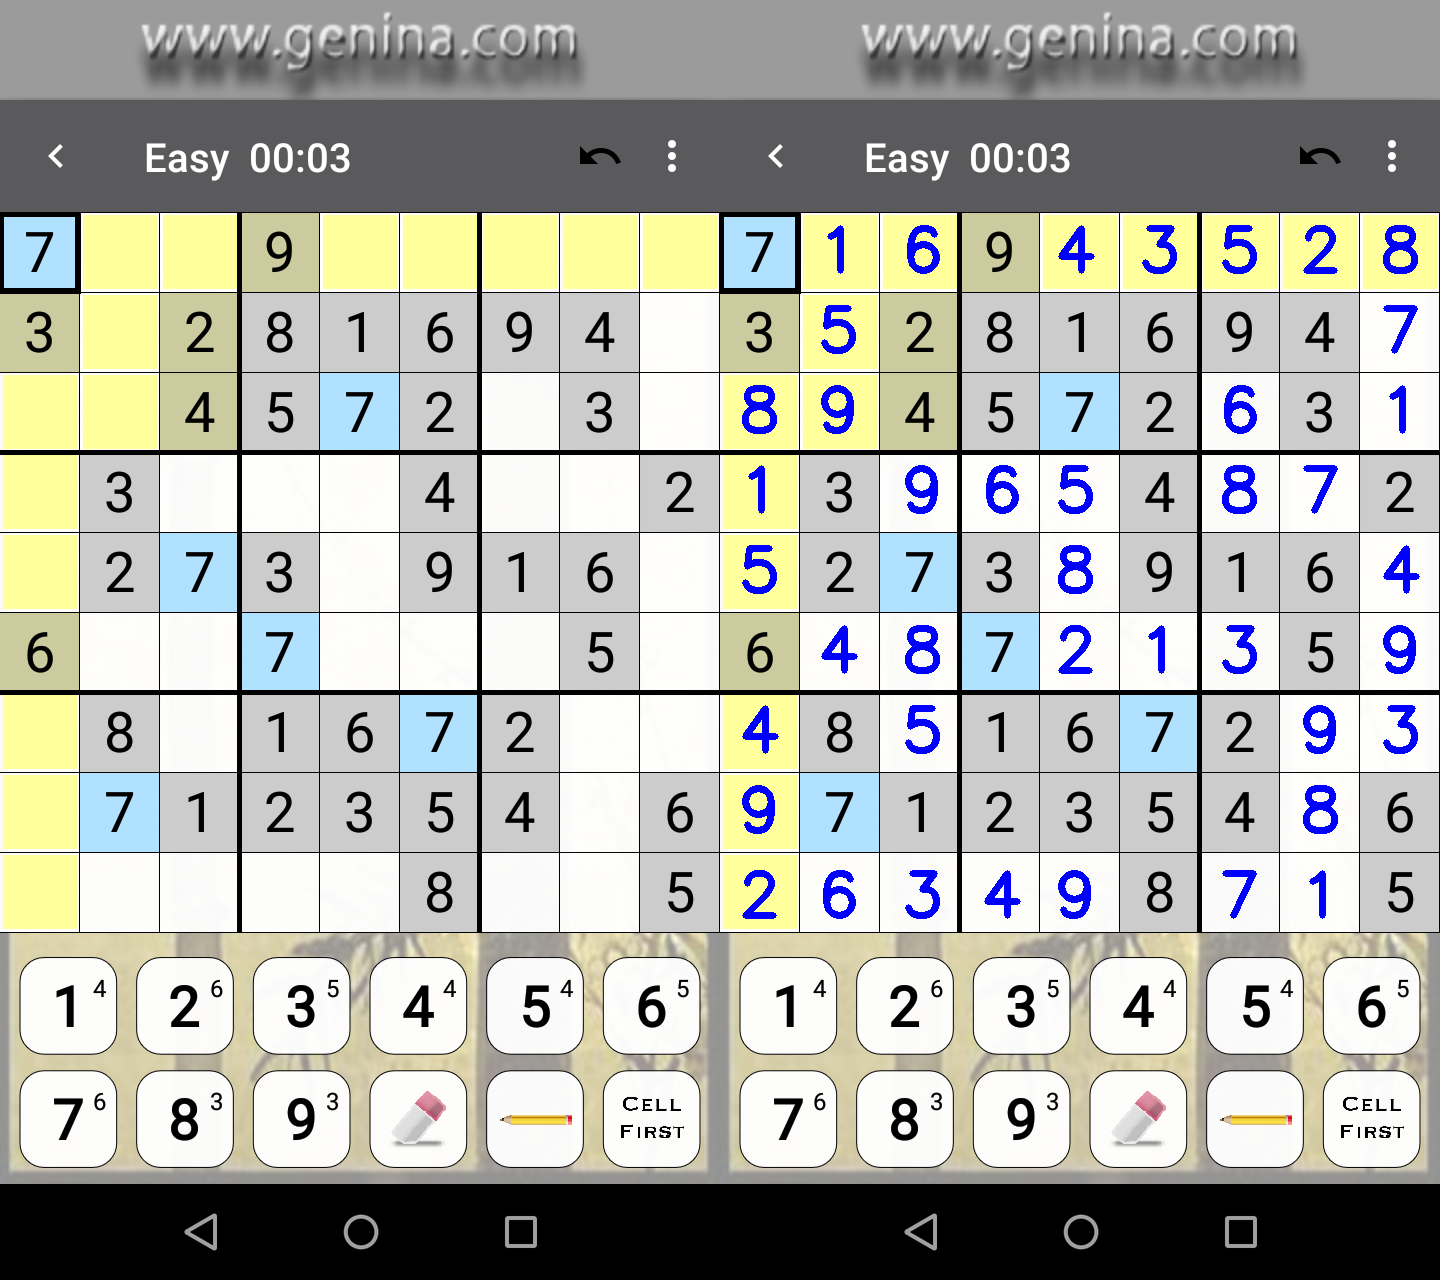 www.genina.com www.genina.com
Easy 00:03 Easy 00:03
7 9 7 1 6 9 4 3 5 2 8
3 2 8 1 6 9 4 3 5 2 8 1 6 9 4 7
4 5 7 2 3 8 9 4 5 7 2 6 3 1
3 4 2 1 3 9 6 5 4 8 7 2
2 7 3 9 1 6 5 2 7 3 8 9 1 6 4
6 7 5 6 4 8 7 2 1 3 5 9
8 1 6 7 2 4 8 5 1 6 7 2 9 3
7 1 2 3 5 4 6 9 7 1 2 3 5 4 8 6
8 5 2 6 3 4 9 8 7 1 5
1 4 2 6 3 5 4 4 5 4 6 5 1 4 2 6 3 5 4 4 5 4 6 5
7 6 8 3 9 3 CELL 7 6 8 3 9 3 CELL
FIRST FIRST